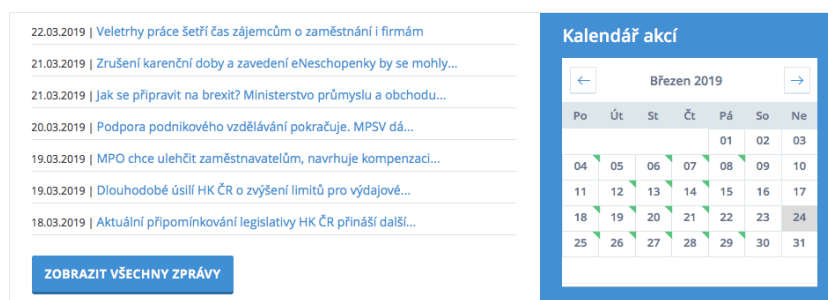 22.03.2019 | Veletrhy práce šetří čas zájemcům o zaměstnání i firmám
21.03.2019 | Zrušení karenční doby a zavedení eNeschopenky by se mohly...
21.03.2019 | Jak se připravit na brexit? Ministerstvo průmyslu a obchodu...
20.03.2019 | Podpora podnikového vzdělávání pokračuje. MPSV dá...
19.03.2019 | MPO chce ulehčit zaměstnavatelům, navrhuje kompenzaci...
19.03.2019 | Dlouhodobé úsilí HK ČR o zvýšení limitů pro výdajové...
18.03.2019 | Aktuální připomínkování legislativy HK ČR přináší další...
ZOBRAZIT VŠECHNY ZPRÁVY
Kalendář akcí
← Březen 2019 →
Po Út St Čt Pá So Ne
01 02 03
04 05 06 07 08 09 10
11 12 13 14 15 16 17
18 19 20 21 22 23 24
25 26 27 28 29 30 31